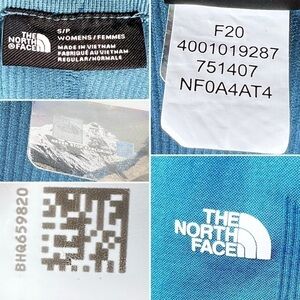 THE
NORTH
FACE
S/P
WOMENS/FEMMES
MADE IN VIETNAM
FABRIQUÉ AU VIETNAM
REGULAR/NORMALE
F20
4001019287
751407
NF0A4AT4
BHQ659820
THE
NORTH
FACE